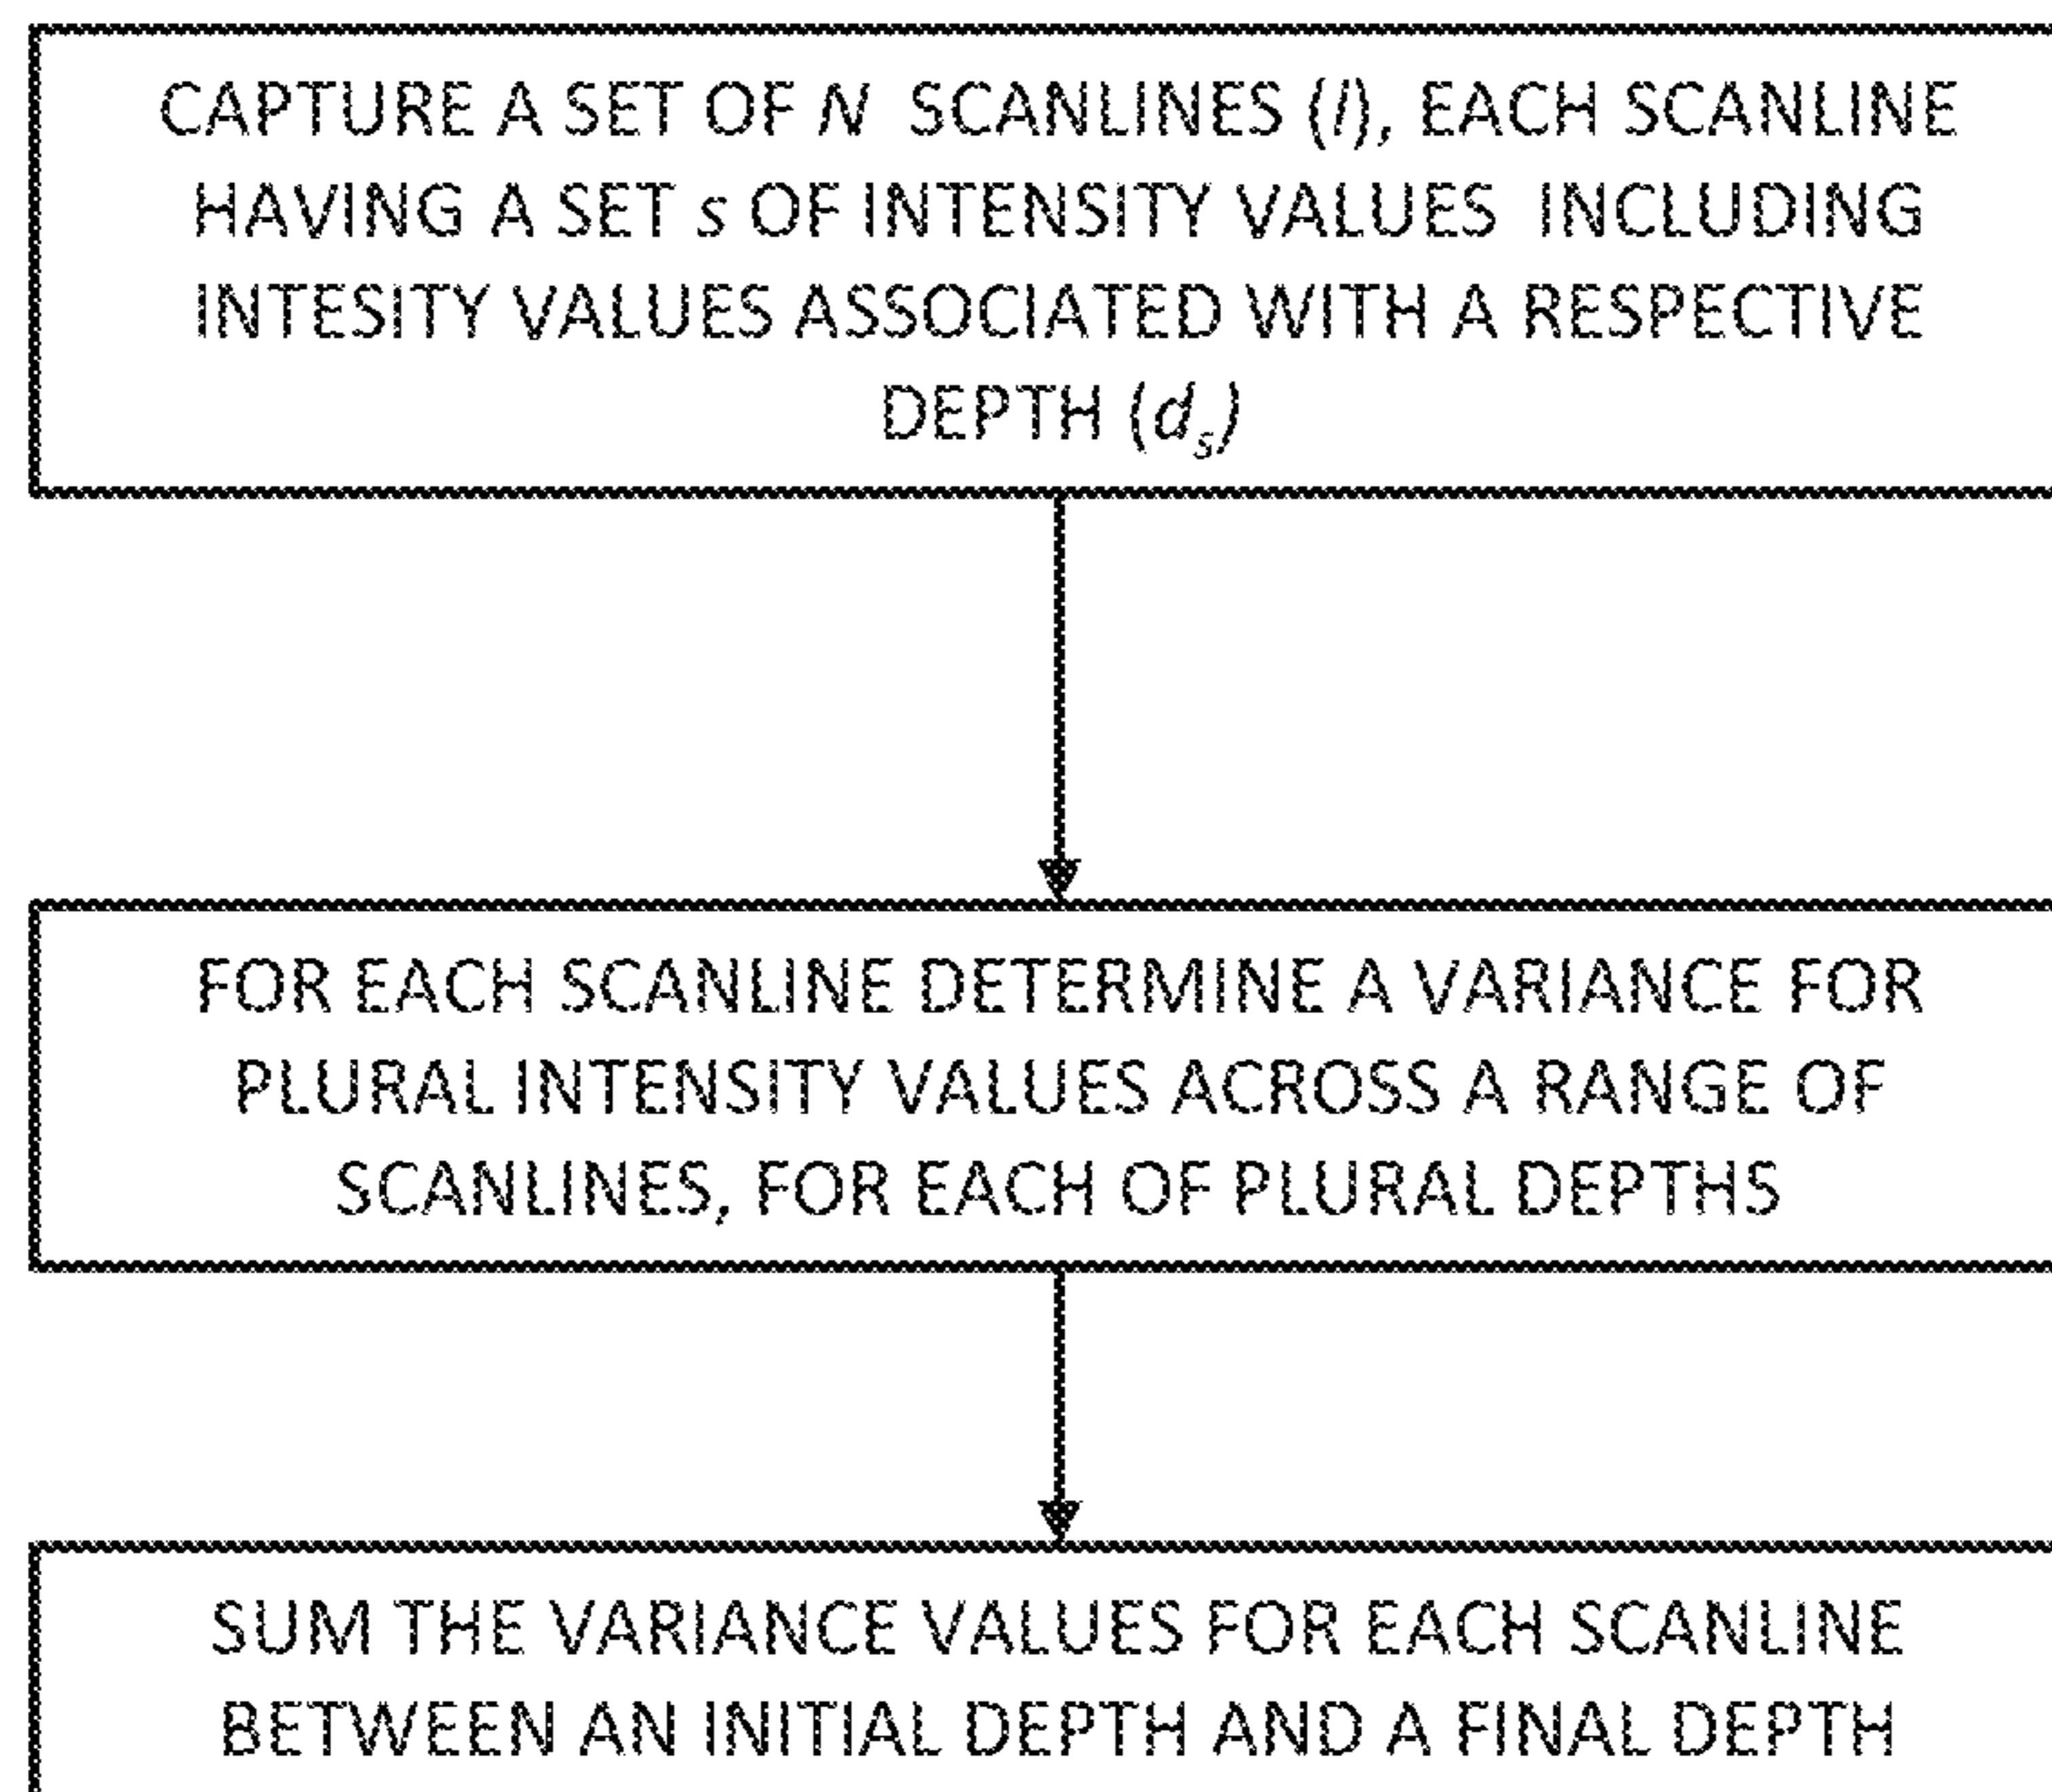 CAPTURE A SET OF N SCANLINES (l), EACH SCANLINE
HAVING A SET s OF INTENSITY VALUES INCLUDING
INTESITY VALUES ASSOCIATED WITH A RESPECTIVE
DEPTH (ds)
FOR EACH SCANLINE DETERMINE A VARIANCE FOR
PLURAL INTENSITY VALUES ACROSS A RANGE OF
SCANLINES, FOR EACH OF PLURAL DEPTHS
SUM THE VARIANCE VALUES FOR EACH SCANLINE
BETWEEN AN INITIAL DEPTH AND A FINAL DEPTH